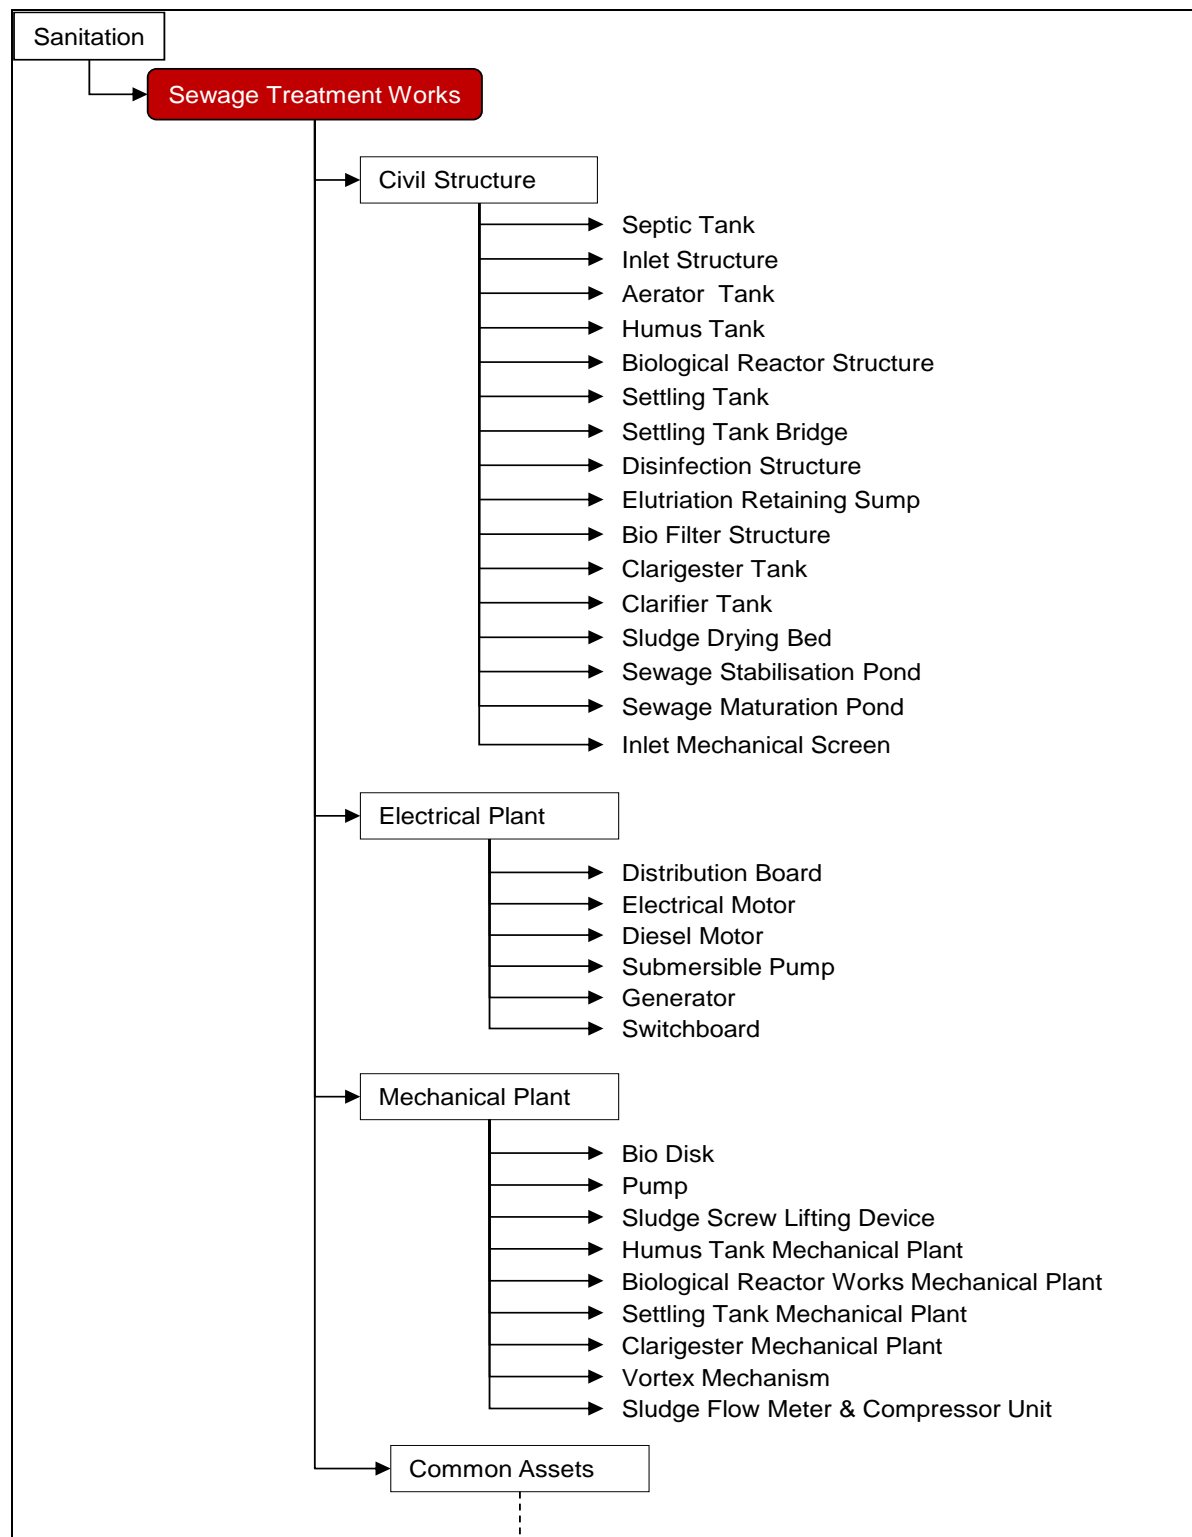 Sanitation
Sewage Treatment Works
Civil Structure
Septic Tank
Inlet Structure
Aerator  Tank
Humus Tank
Biological Reactor Structure
Settling Tank
Settling Tank Bridge
Disinfection Structure
Elutriation Retaining Sump
Bio Filter Structure
Clarigester Tank
Clarifier Tank
Sludge Drying Bed
Sewage Stabilisation Pond
Sewage Maturation Pond
Inlet Mechanical Screen
Electrical Plant
Distribution Board
Electrical Motor
Diesel Motor
Submersible Pump
Generator
Switchboard
Mechanical Plant
Bio Disk
Pump
Sludge Screw Lifting Device
Humus Tank Mechanical Plant
Biological Reactor Works Mechanical Plant
Settling Tank Mechanical Plant
Clarigester Mechanical Plant
Vortex Mechanism
Sludge Flow Meter & Compressor Unit
Common Assets